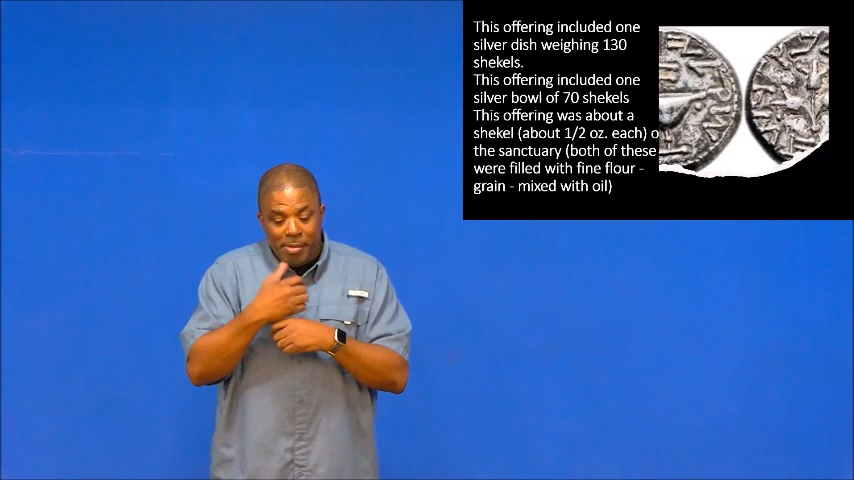 This offering included one
silver dish weighing 130
shekels.
This offering included one
silver bowl of 70 shekels
This offering was about a
shekel (about 1/2 oz. each) o
the sanctuary (both of these
were filled with fine flour -
grain - mixed with oil)